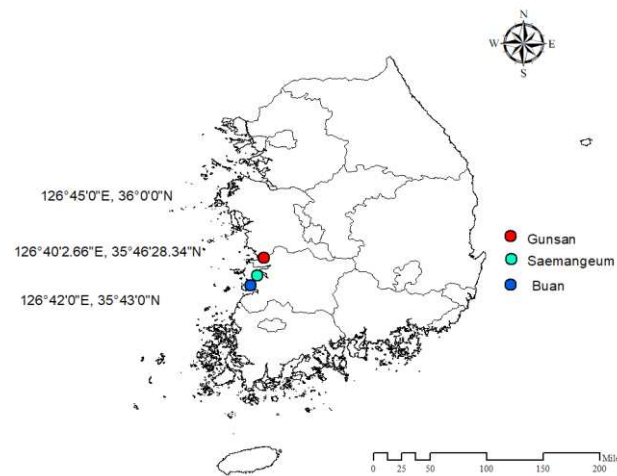 N
W E
S
126°45'0"E, 36°0'0"N
126°40'2.66"E, 35°46'28.34"N
126°42'0"E, 35°43'0"N
Gunsan
Saemangeum
Buan
Mile
0 25 50 100 150 200